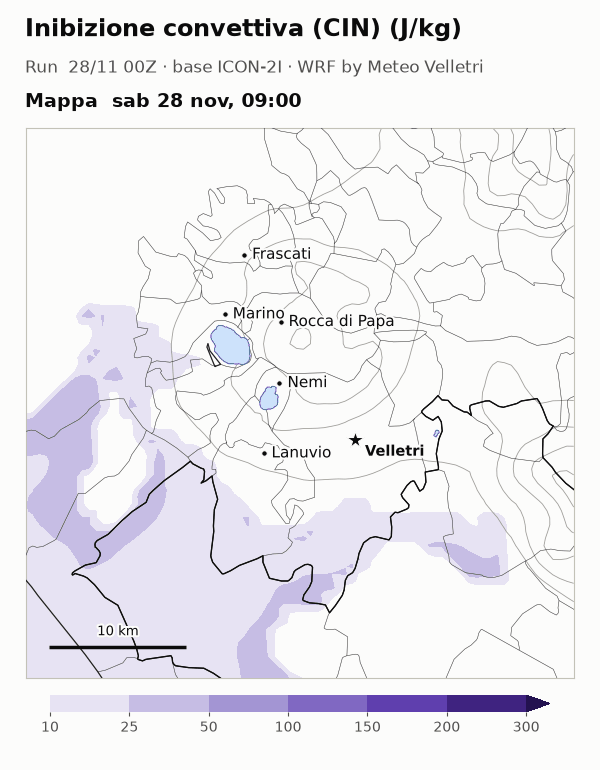 Inibizione convettiva (CIN) (J/kg)
Run  28/11 00Z · base ICON-2I · WRF by Meteo Velletri
Mappa  sab 28 nov, 09:00
Frascati
Marino
Rocca di Papa
Nemi
Velletri
Lanuvio
10 km
10 25 50 100 150 200 300